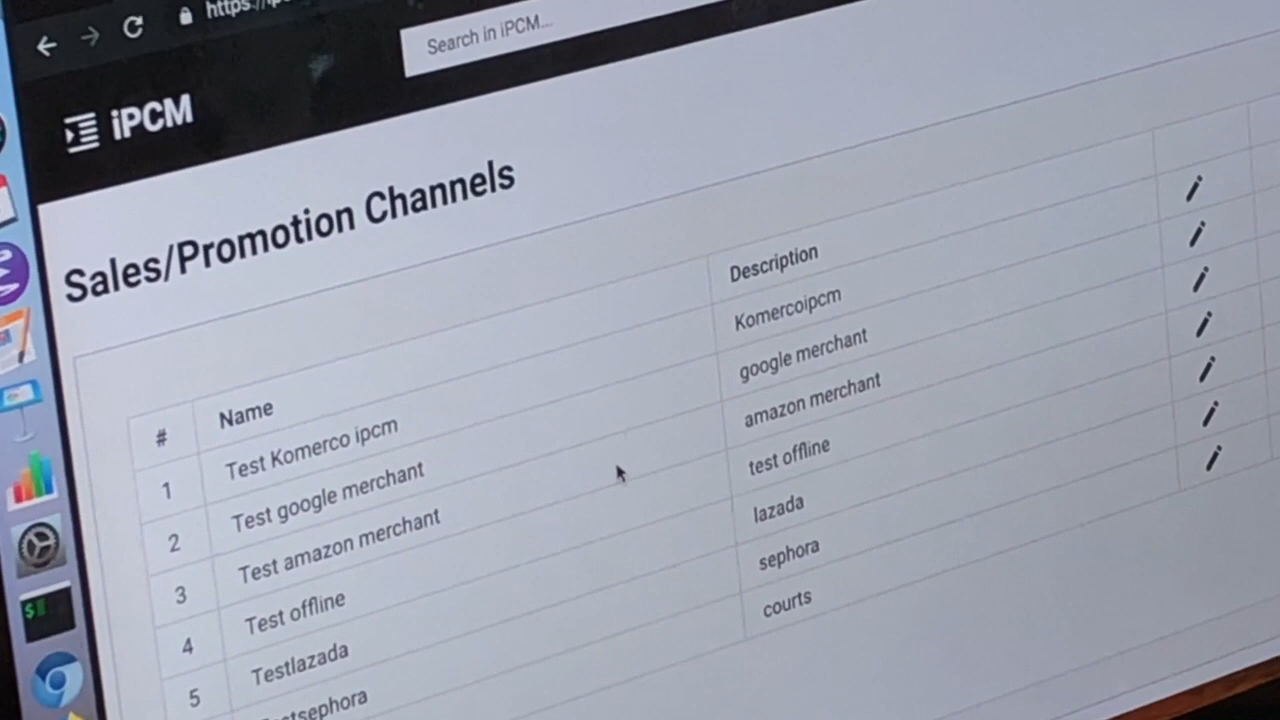 Search in iPCM...
iPCM
Sales/Promotion Channels
# Name Description
1 Test Komerco ipcm Komercoipcm
2 Test google merchant google merchant
3 Test amazon merchant amazon merchant
4 Test offline test offline
5 Testlazada lazada
sephora
courts